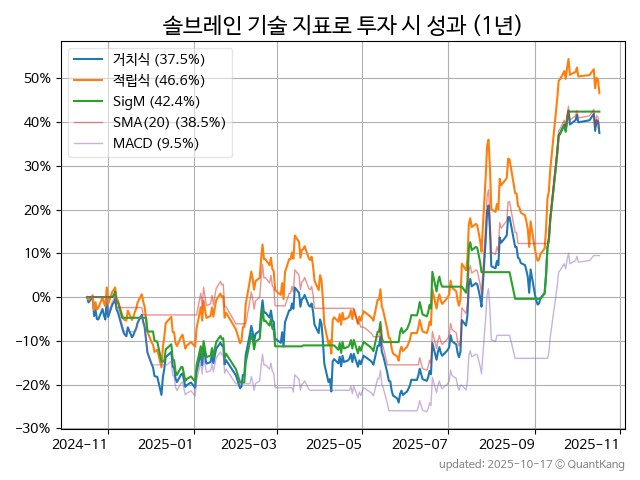 솔브레인 기술 지표로 투자 시 성과 (1년)
거치식 (37.5%)
적립식 (46.6%)
SigM (42.4%)
SMA(20) (38.5%)
MACD (9.5%)
50%
40%
30%
20%
10%
0%
−10%
−20%
−30%
2024-11 2025-01 2025-03 2025-05 2025-07 2025-09 2025-11
updated: 2025-10-17 © QuantKang